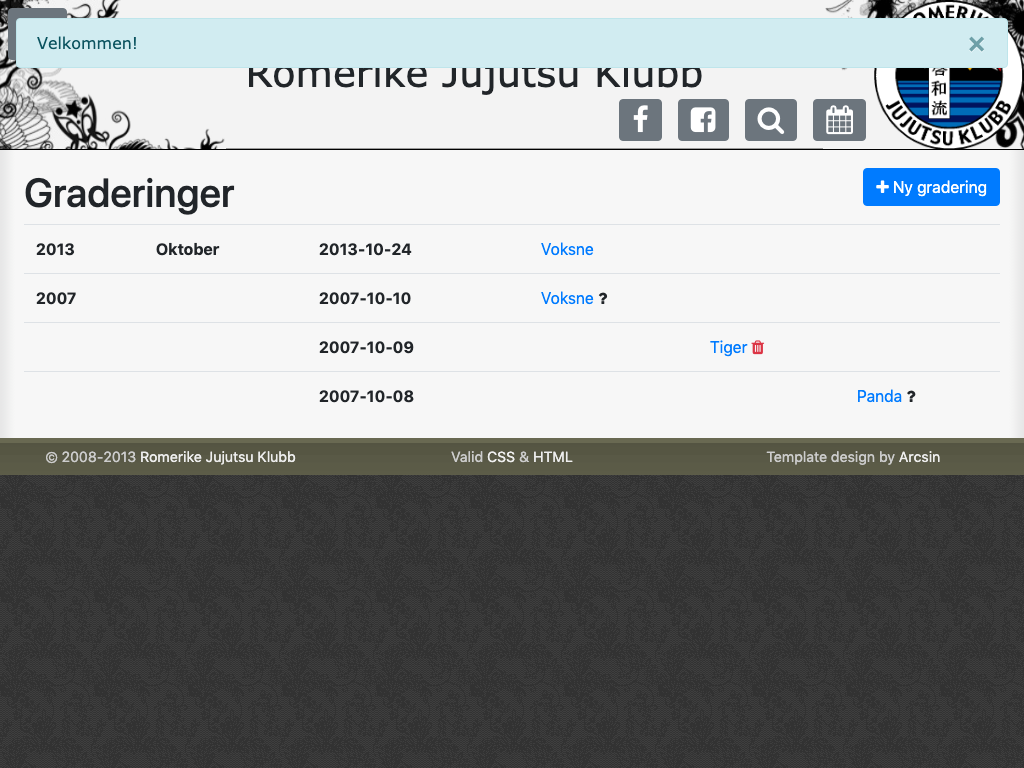 Velkommen! ×
Romerike Jujutsu Klubb
ROMERIKE
啓和流
JUJUTSU KLUBB
Graderinger
Ny gradering
2013 Oktober 2013-10-24 Voksne
2007 2007-10-10 Voksne ?
2007-10-09 Tiger
2007-10-08 Panda ?
© 2008-2013 Romerike Jujutsu Klubb Valid CSS & HTML Template design by Arcsin